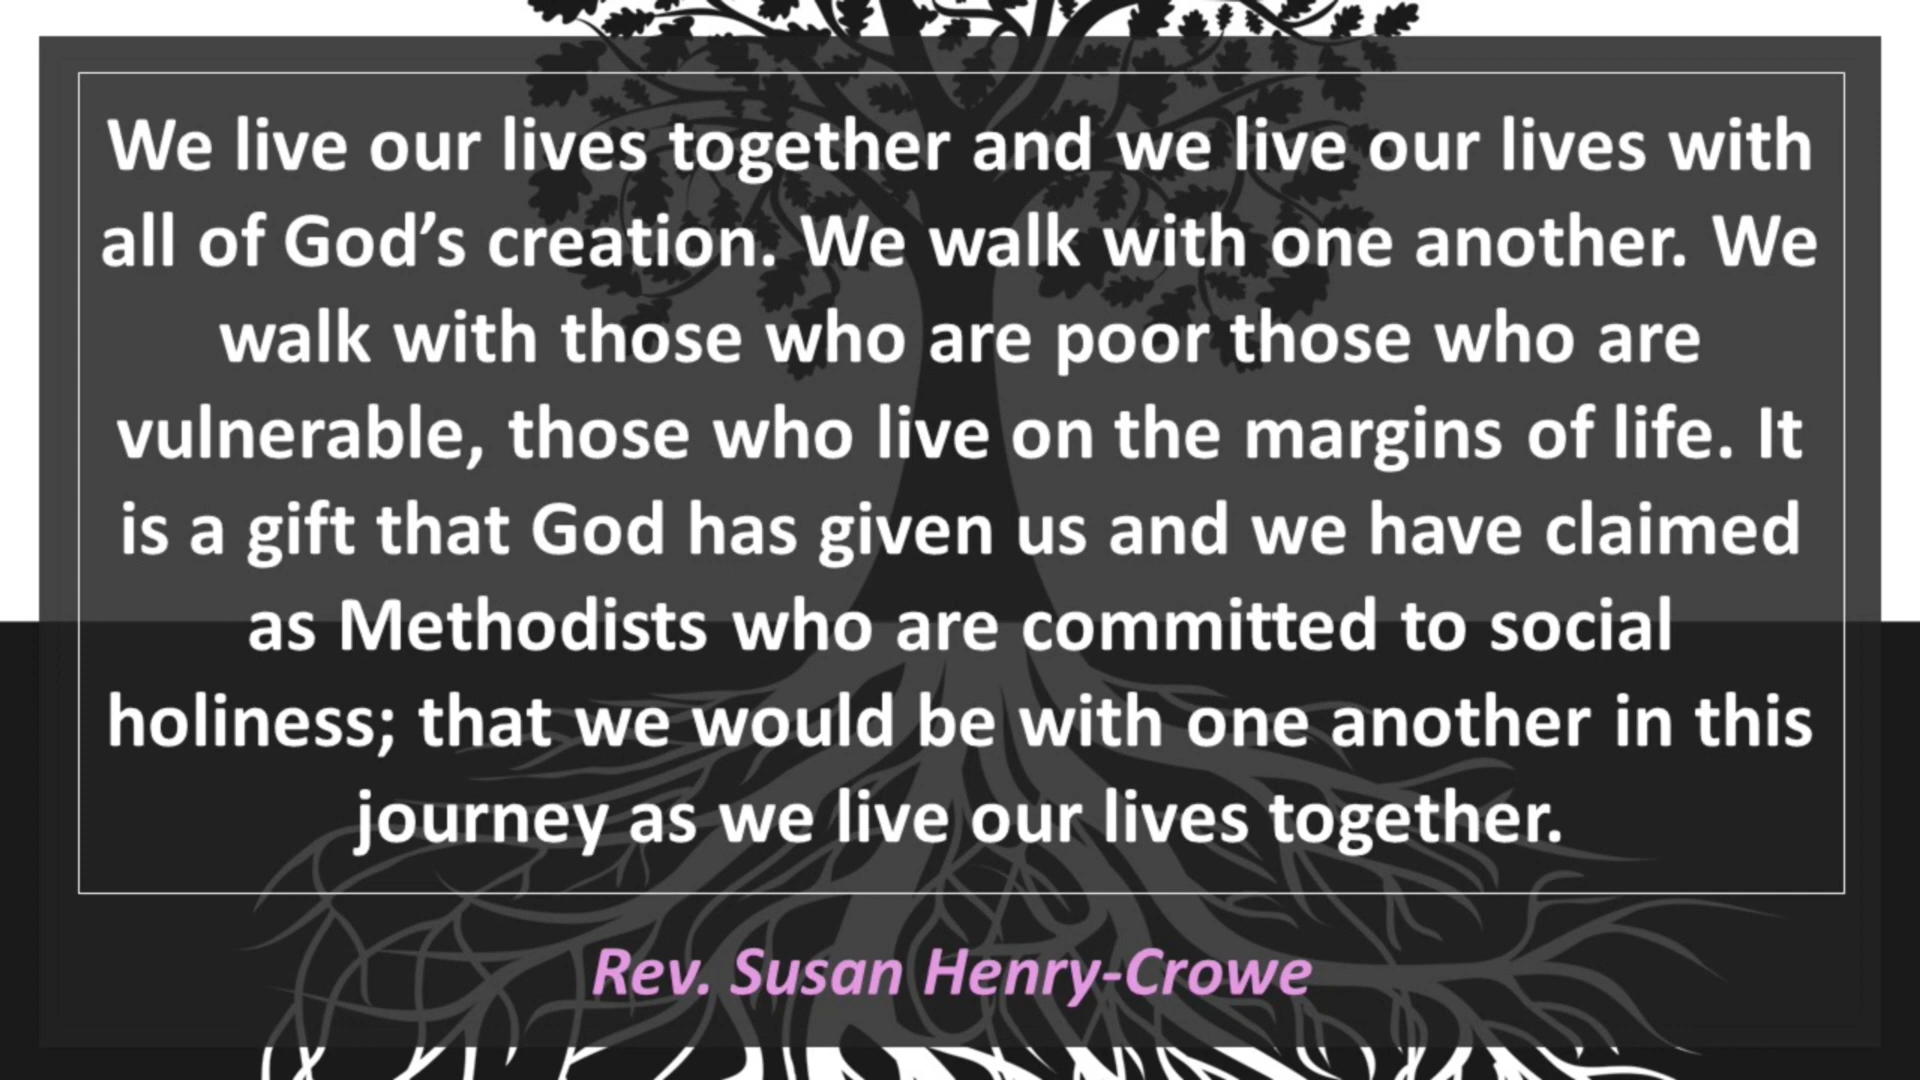 We live our lives together and we live our lives with
all of God’s creation. We walk with one another. We
walk with those who are poor those who are
vulnerable, those who live on the margins of life. It
is a gift that God has given us and we have claimed
as Methodists who are committed to social
holiness; that we would be with one another in this
journey as we live our lives together.
Rev. Susan Henry-Crowe